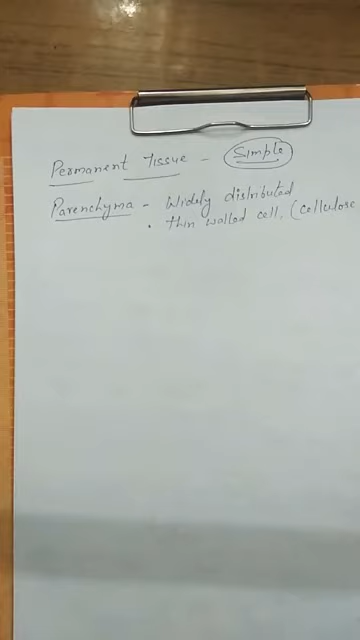 Permanent Tissue - Simple
Parenchyma - Widely distributed
. thin walled cell, (cellulose